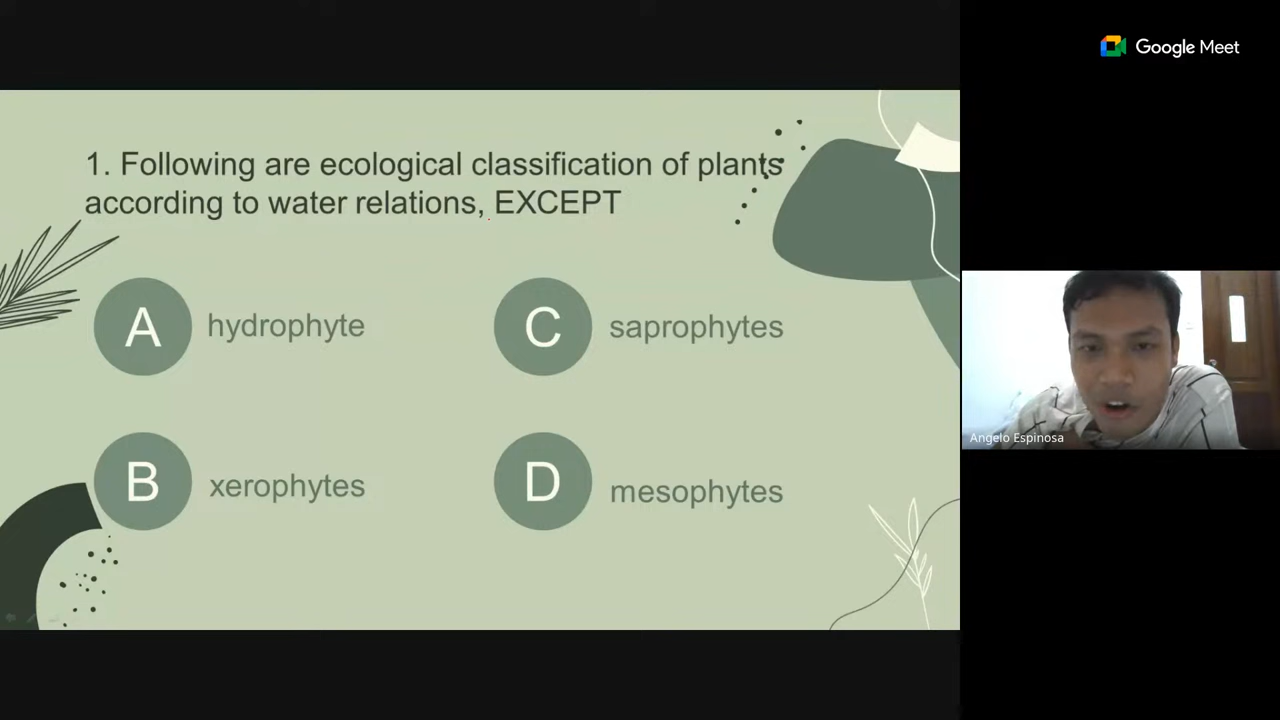 Google Meet
1. Following are ecological classification of plants
according to water relations, EXCEPT
A hydrophyte
C saprophytes
B xerophytes
D mesophytes
Angelo Espinosa